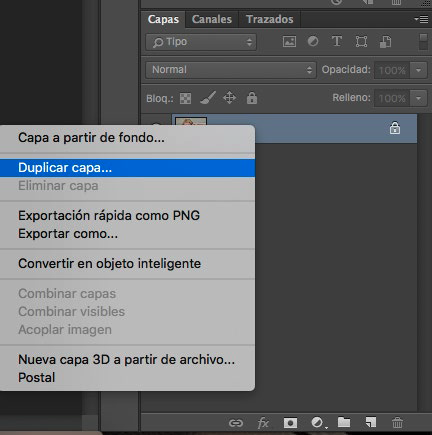 Capas Canales Trazados
Tipo
Normal Opacidad: 100%
Bloq.: Relleno: 100%
Capa a partir de fondo...
Duplicar capa...
Eliminar capa
Exportación rápida como PNG
Exportar como...
Convertir en objeto inteligente
Combinar capas
Combinar visibles
Acoplar imagen
Nueva capa 3D a partir de archivo...
Postal
fx